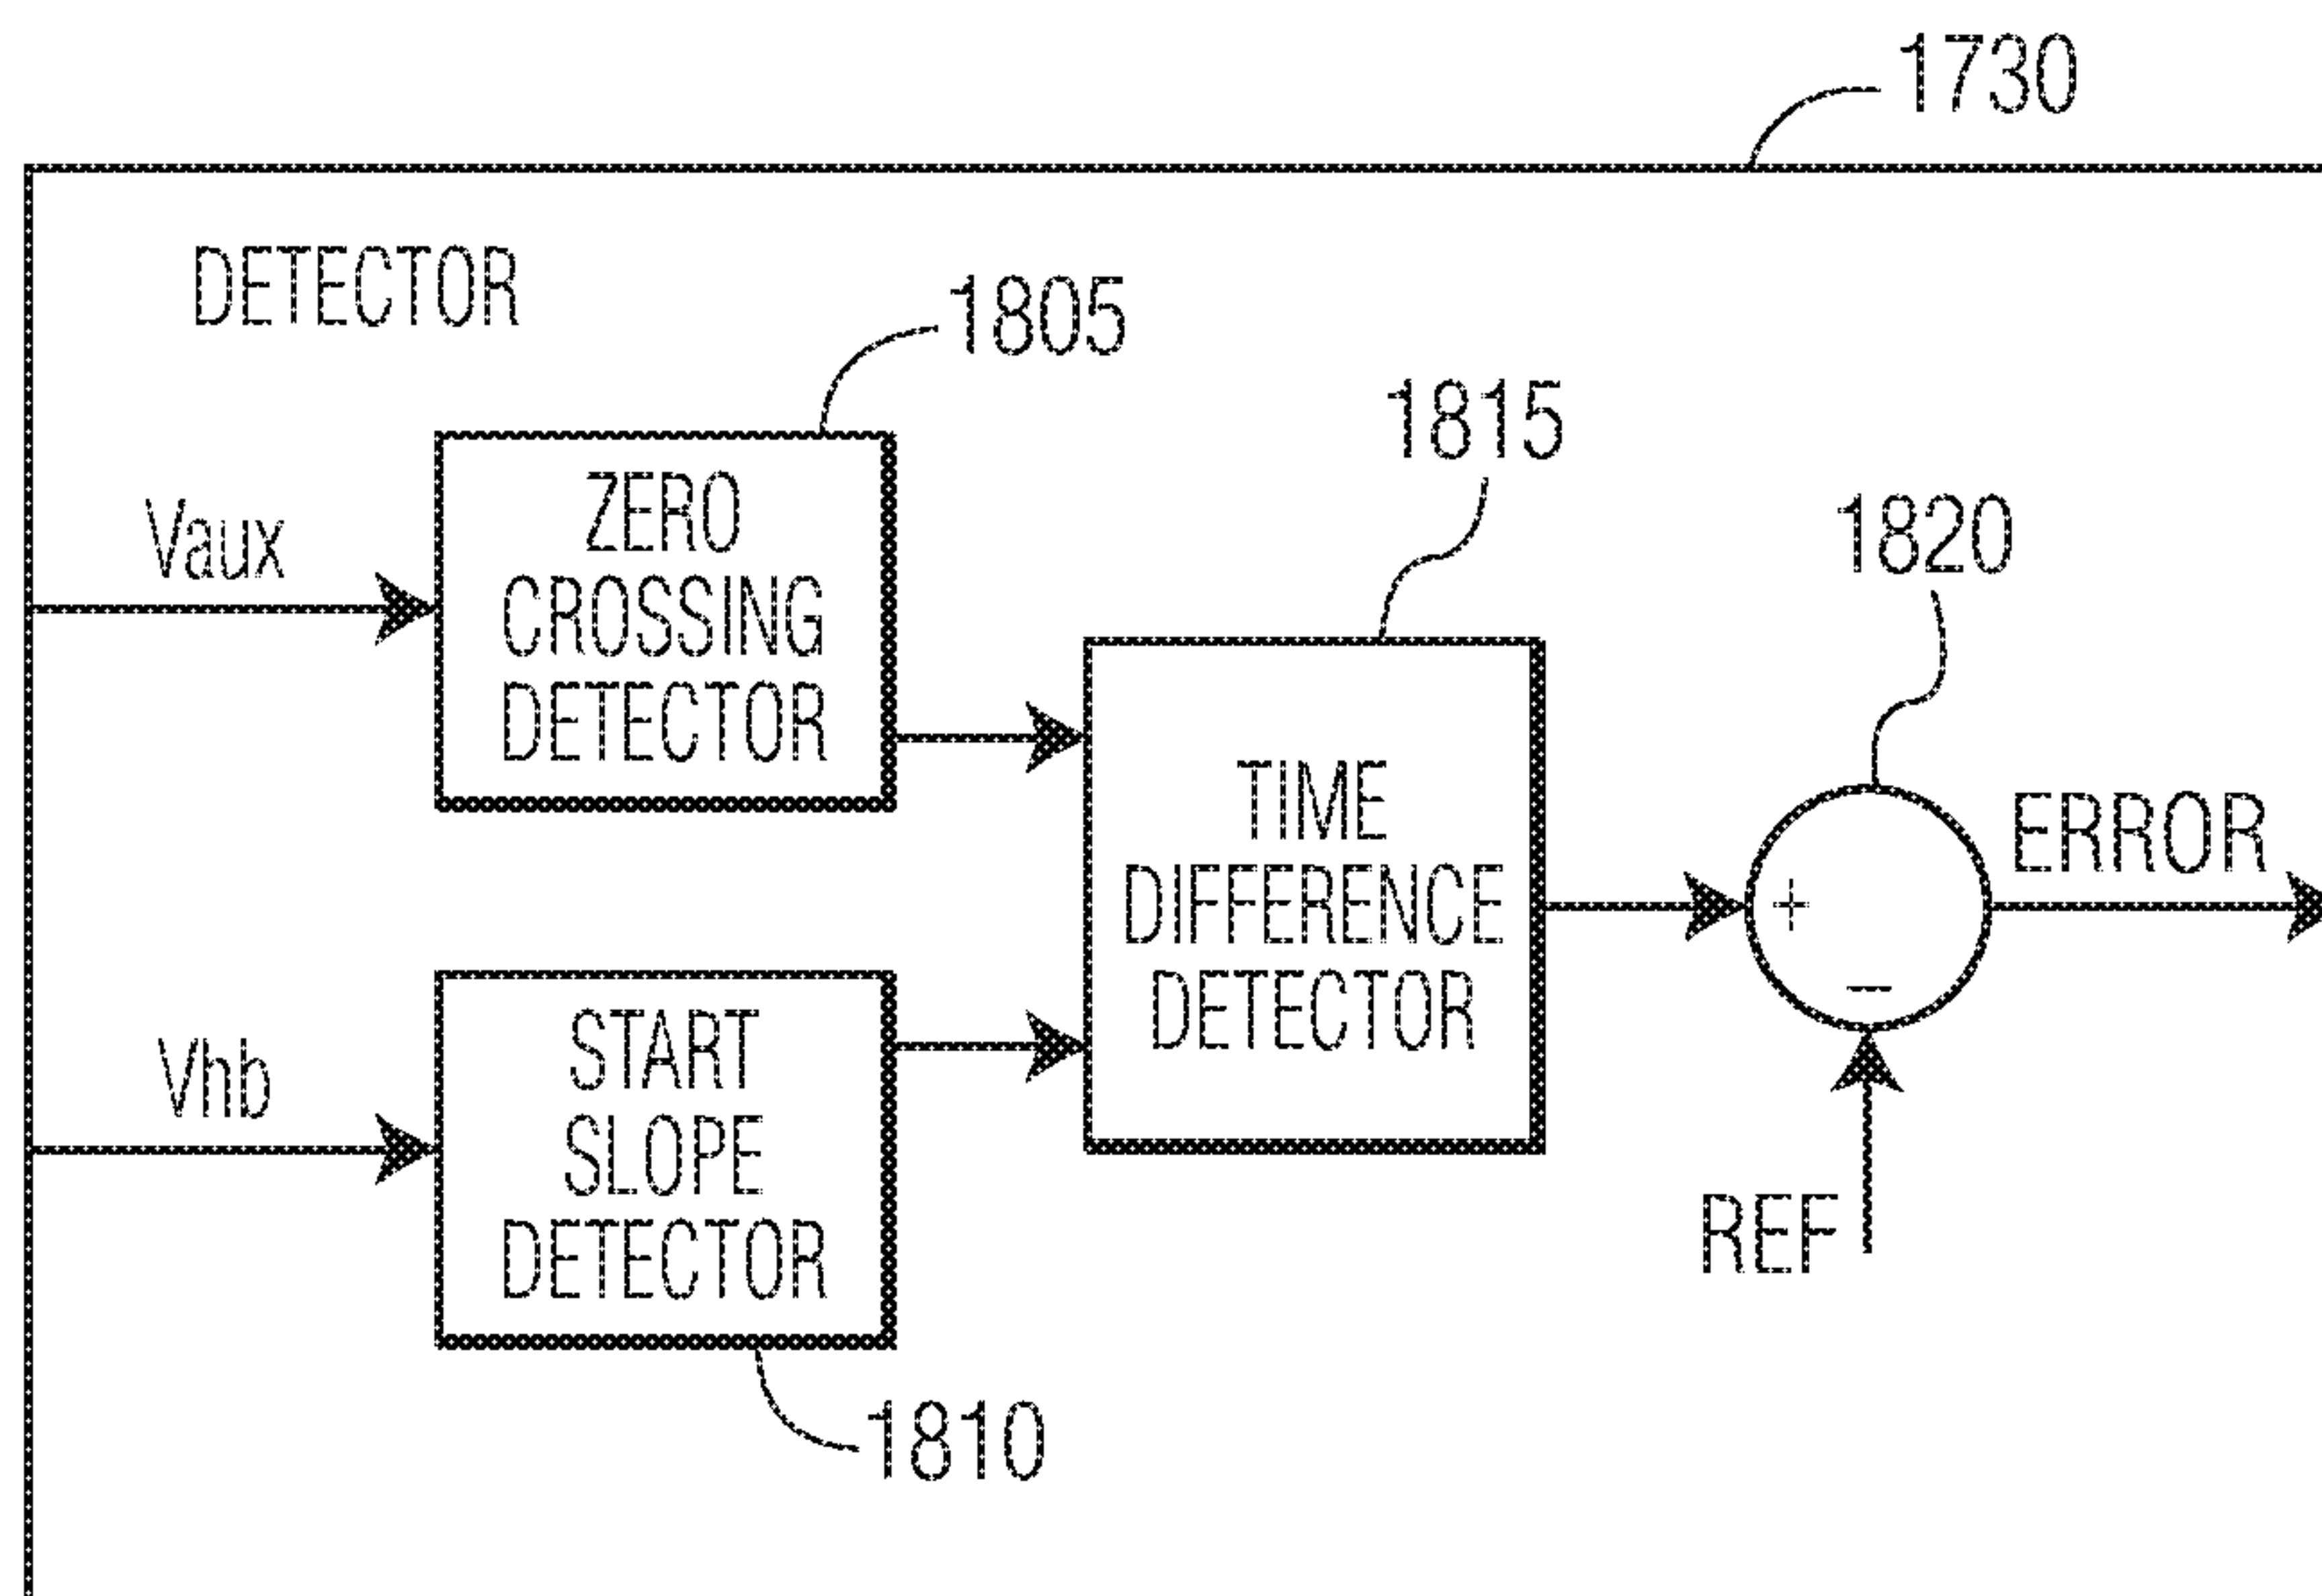 1730
DETECTOR
1805
1815
1820
Vaux
ZERO
CROSSING
DETECTOR
TIME
DIFFERENCE
DETECTOR
+
−
ERROR
Vhb
START
SLOPE
DETECTOR
REF
1810